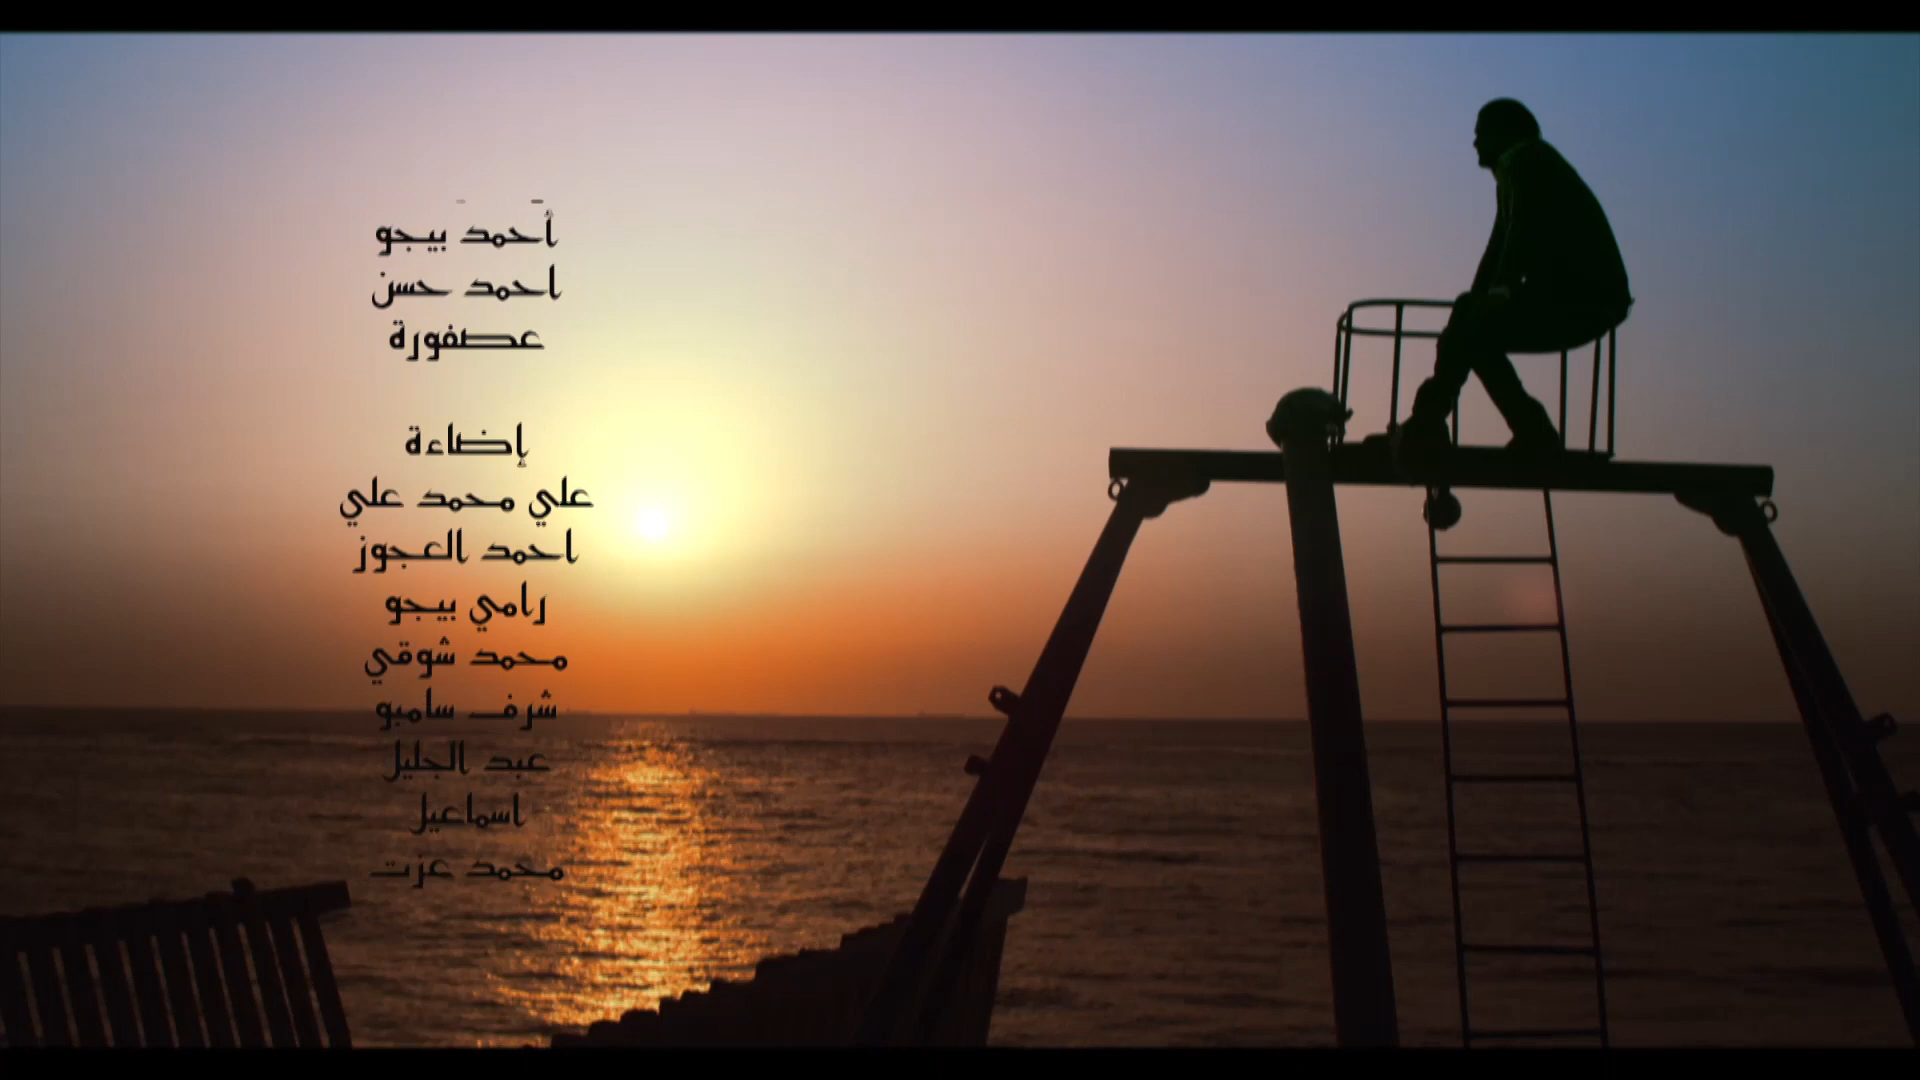 أحمد بيجو
احمد حسن
عصفورة
إضاءة
علي محمد علي
احمد العجوز
رامي بيجو
محمد شوقي
شرف سامبو
عبد الجليل
اسماعيل
محمد عزت